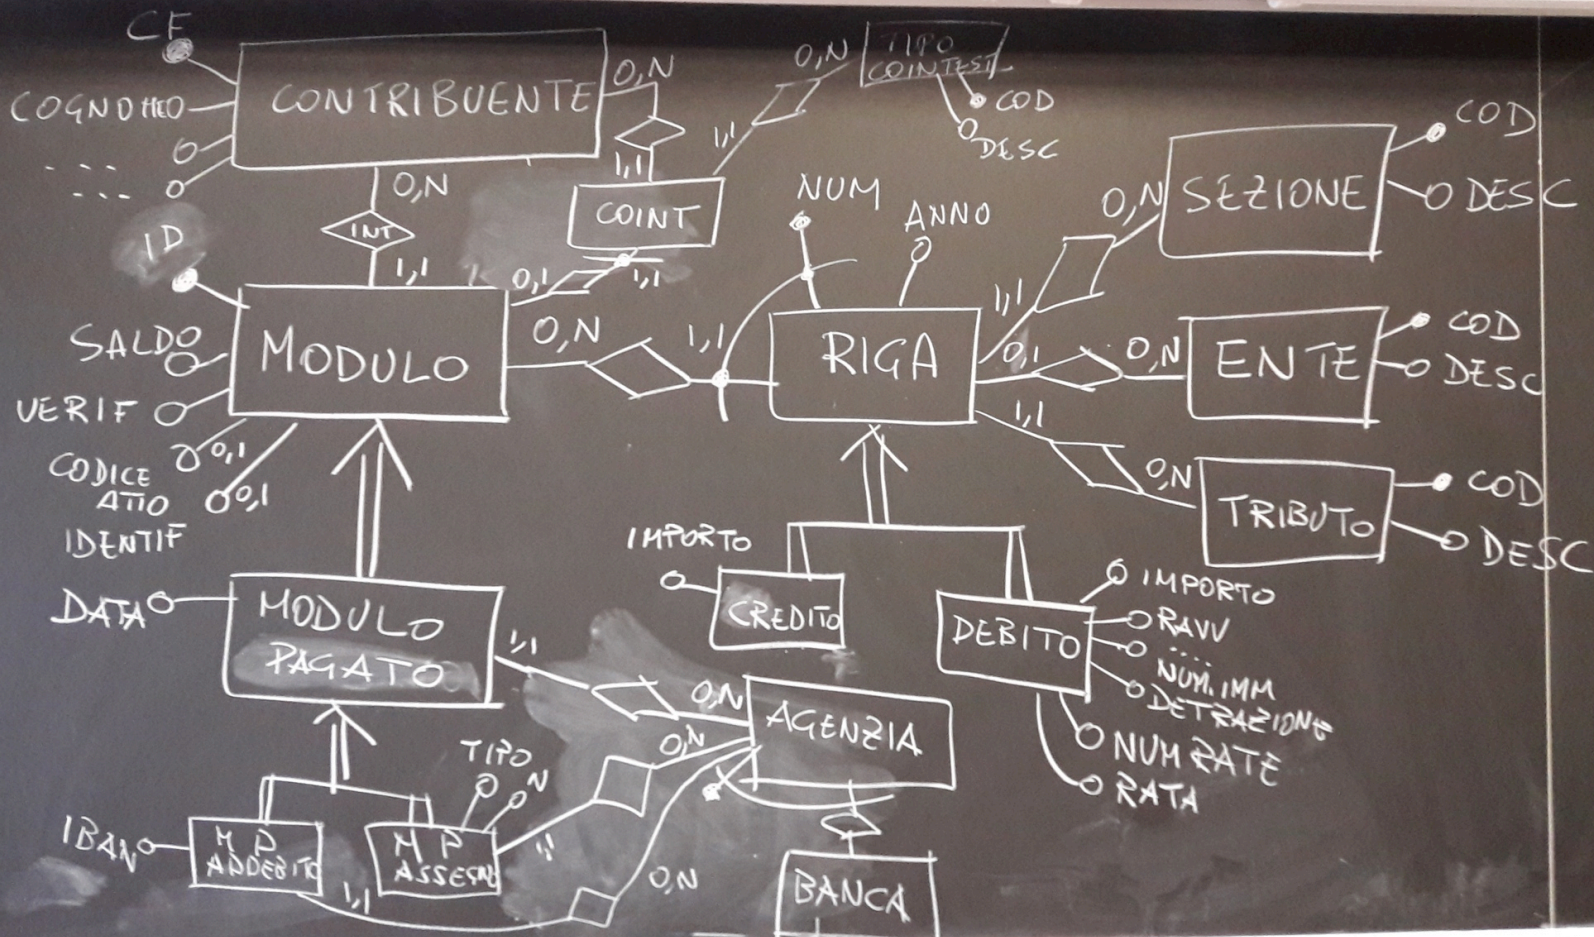 CF
CONTRIBUENTE
0,N
0,N
TIPO
COINTEST
COD
DESC
COGNOME
1,1
1,1
COINT
0,N
INT
1,1
ID
0,1
1,1
NUM
ANNO
0,N
SEZIONE
COD
DESC
MODULO
0,N
1,1
RIGA
1,1
0,1
0,N
ENTE
COD
DESC
SALDO
VERIF
0,1
CODICE
ATTO
0,1
IDENTIF
1,1
0,N
TRIBUTO
COD
DESC
DATA
MODULO
PAGATO
1,1
IMPORTO
CREDITO
DEBITO
IMPORTO
RAVV
....
NUM. IMM
DETRAZIONE
NUM RATE
RATA
0,N
AGENZIA
0,N
TIPO
N
IBAN
M P
ADDEBITO
M P
ASSEGNO
1,1
1,1
0,N
BANCA